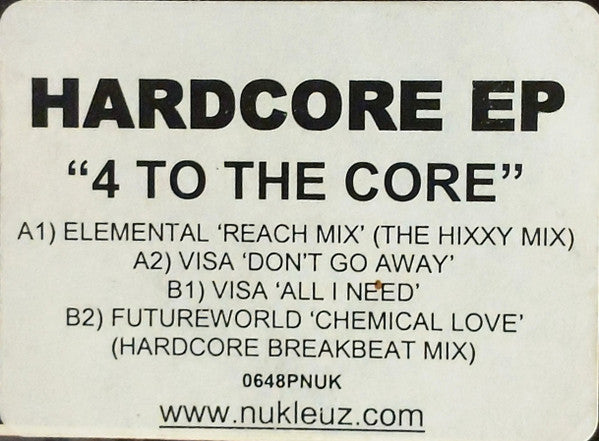 HARDCORE EP
“4 TO THE CORE”
A1) ELEMENTAL ‘REACH MIX’ (THE HIXXY MIX)
A2) VISA ‘DON’T GO AWAY’
B1) VISA ‘ALL I NEED’
B2) FUTUREWORLD ‘CHEMICAL LOVE’
(HARDCORE BREAKBEAT MIX)
0648PNUK
www.nukleuz.com